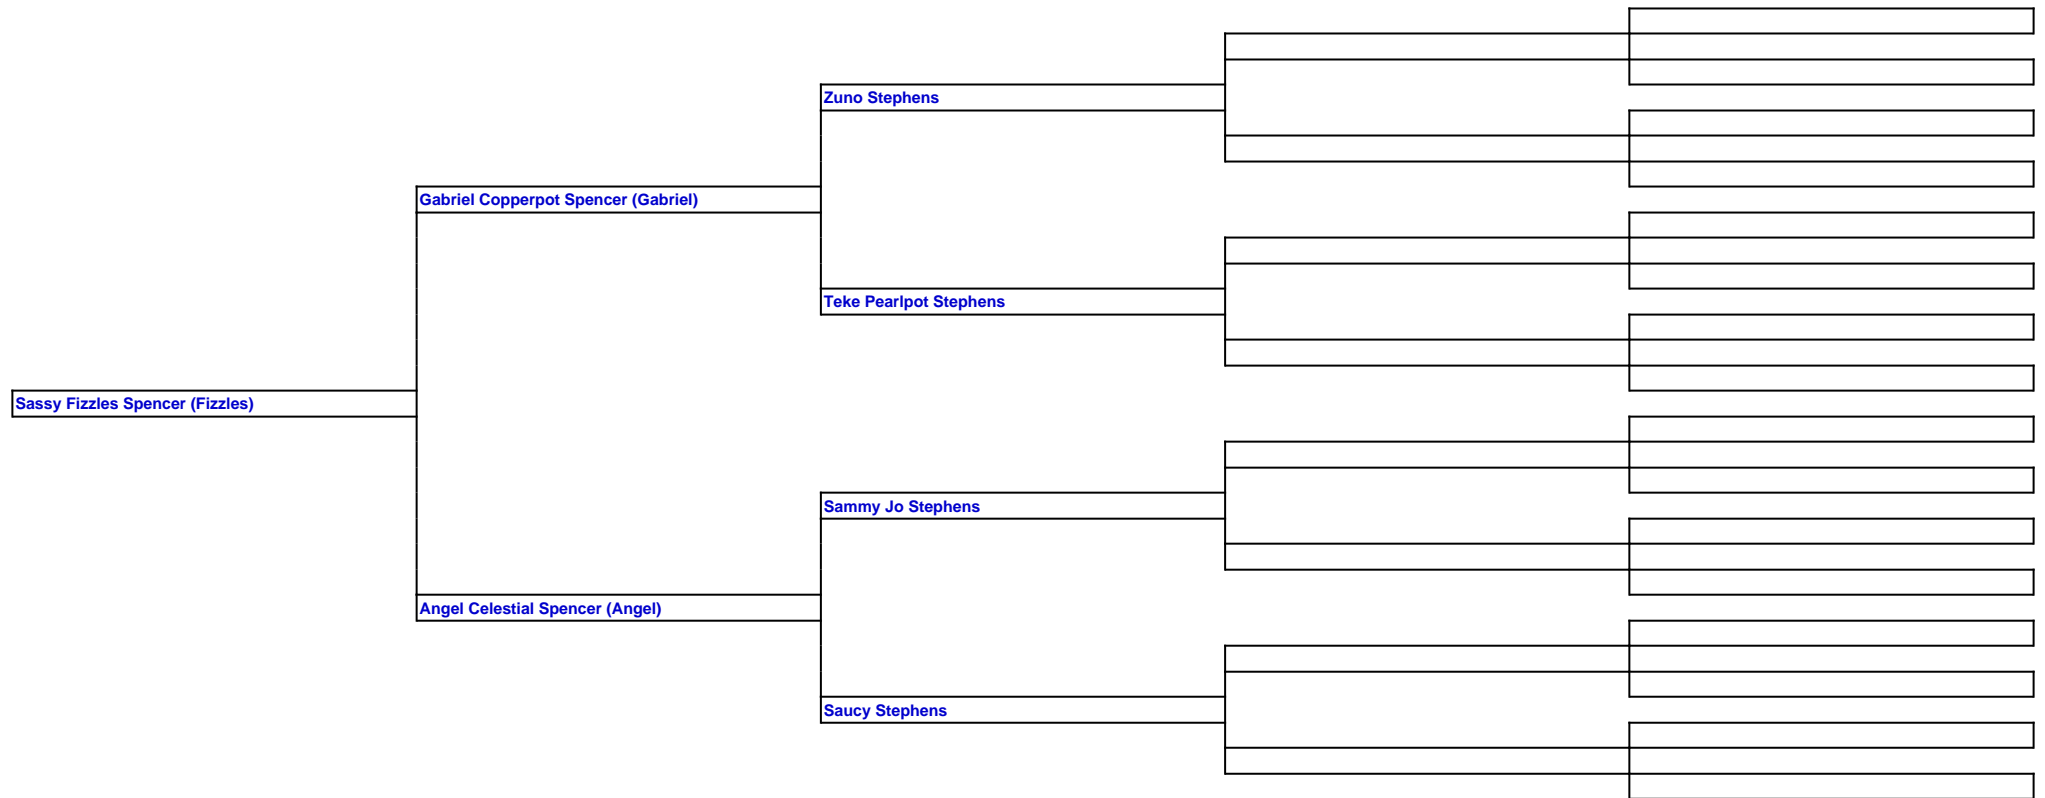 Zuno Stephens
Gabriel Copperpot Spencer (Gabriel)
Teke Pearlpot Stephens
Sassy Fizzles Spencer (Fizzles)
Sammy Jo Stephens
Angel Celestial Spencer (Angel)
Saucy Stephens